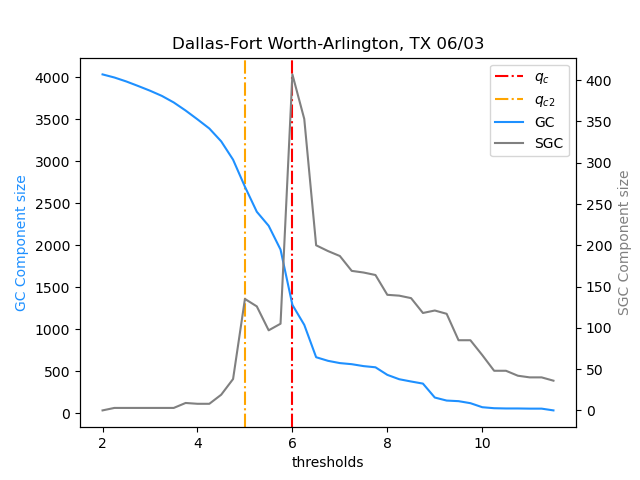 Dallas-Fort Worth-Arlington, TX 06/03
4000
3500
3000
2500
2000
1500
1000
500
0
GC Component size
2
4
6
8
10
thresholds
400
350
300
250
200
150
100
50
0
SGC Component size
q_c
q_c2
GC
SGC